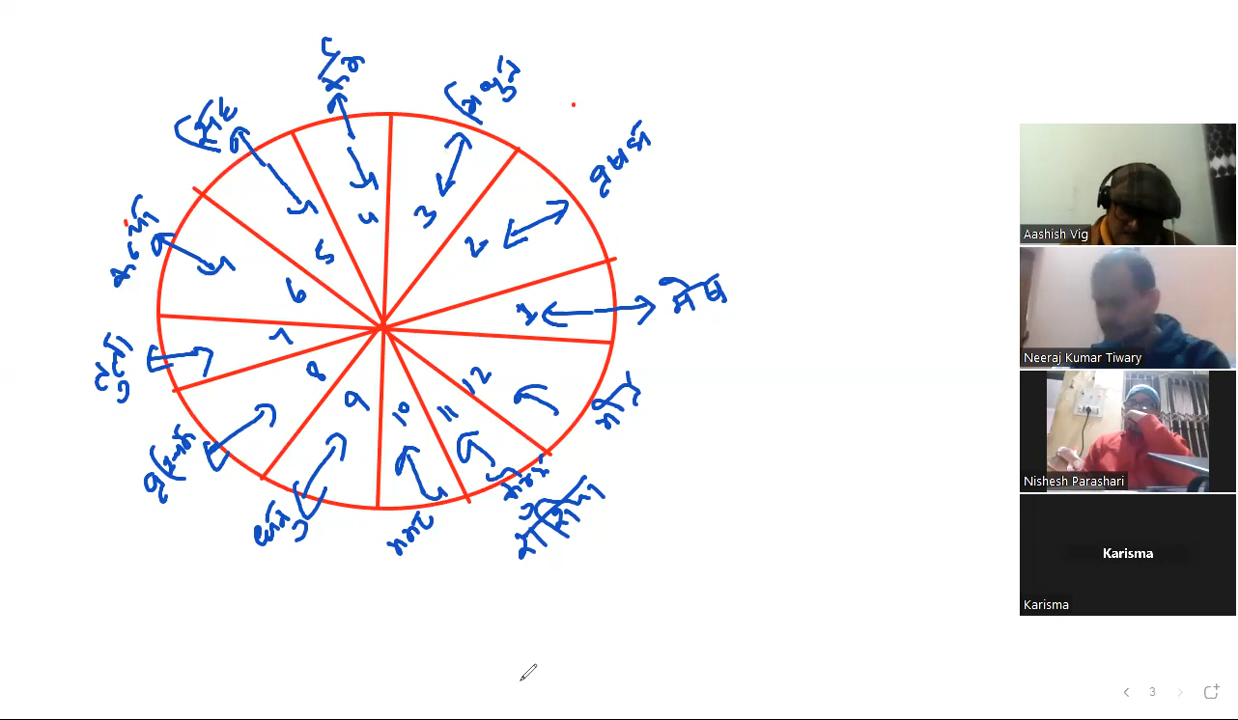 कर्क
मिथुन
सिंह
वृषभ
4
3
कन्या
5
2
6
मेष
1
7
तुला
8
12
9
10
11
मीन
वृश्चिक
धनु
मकर
कुम्भ
राशियां
Aashish Vig
Neeraj Kumar Tiwary
Nishesh Parashari
Karisma
Karisma
3